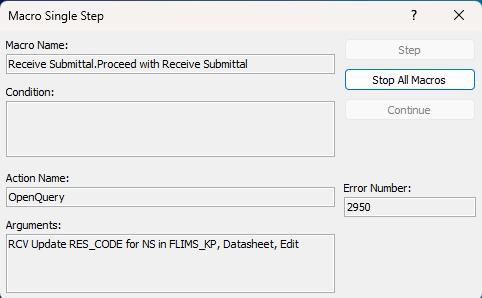 Macro Single Step
Macro Name:
Receive Submittal.Proceed with Receive Submittal
Step
Stop All Macros
Condition:
Continue
Action Name:
OpenQuery
Error Number:
2950
Arguments:
RCV Update RES_CODE for NS in FLIMS_KP, Datasheet, Edit